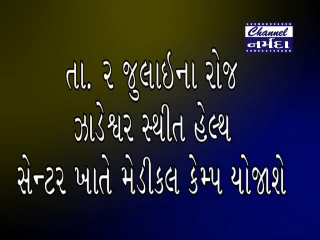 Channel
નર્મદા
તા. ૨ જુલાઇના રોજ
ઝાડેશ્વર સ્થીત હેલ્થ
સેન્ટર ખાતે મેડીકલ કેમ્પ યોજાશે